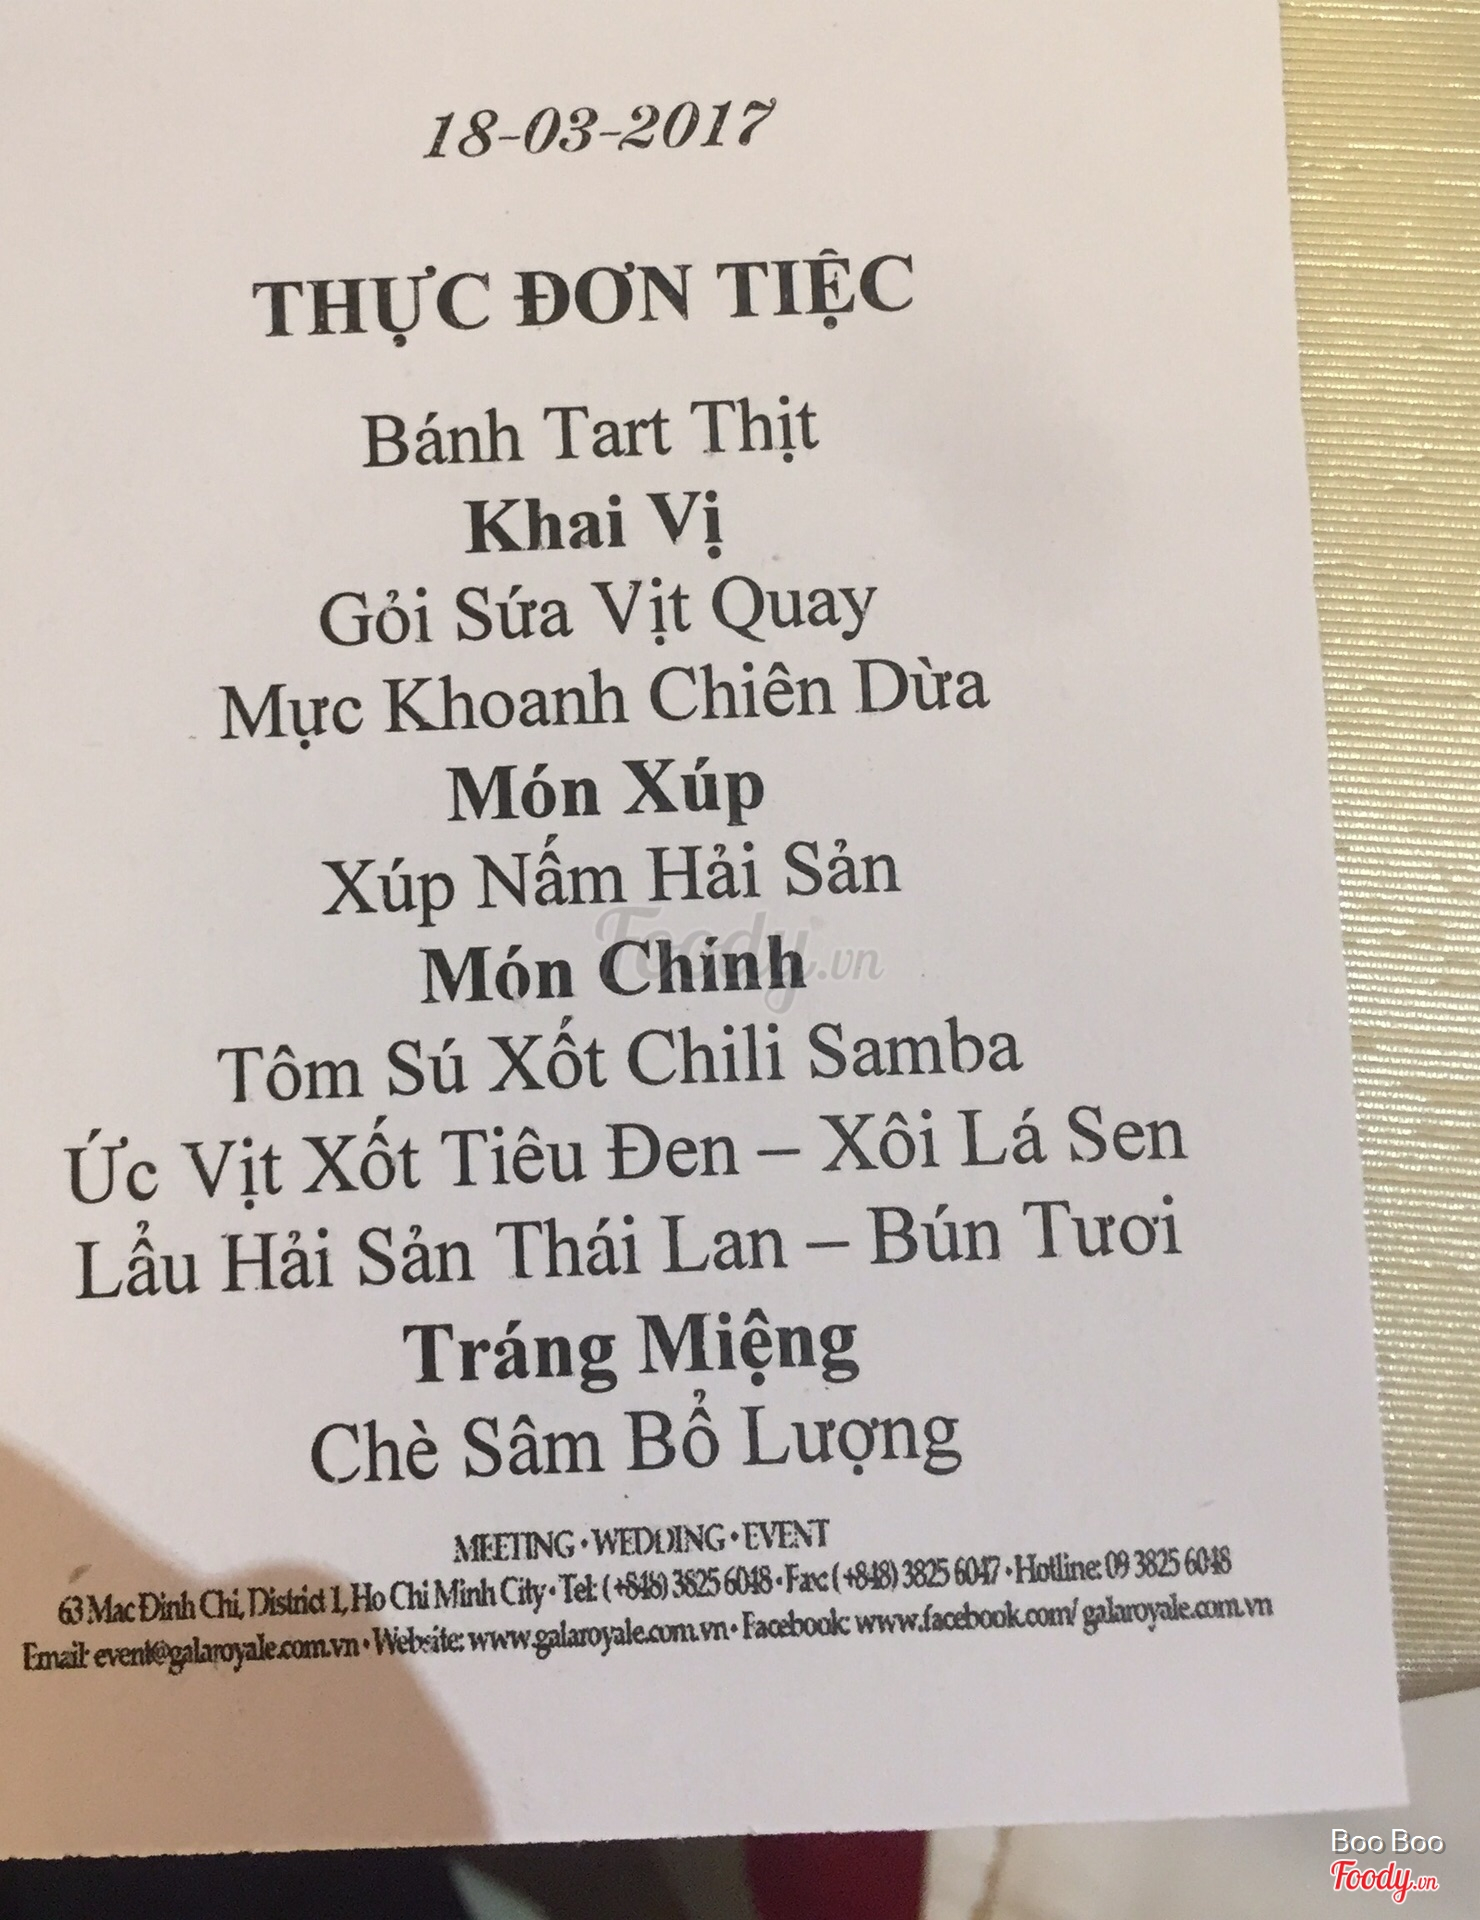 18-03-2017
THỰC ĐƠN TIỆC
Bánh Tart Thịt
Khai Vị
Gỏi Sứa Vịt Quay
Mực Khoanh Chiên Dừa
Món Xúp
Xúp Nấm Hải Sản
Món Chính
Tôm Sú Xốt Chili Samba
Ức Vịt Xốt Tiêu Đen – Xôi Lá Sen
Lẩu Hải Sản Thái Lan – Bún Tươi
Tráng Miệng
Chè Sâm Bổ Lượng
MEETING • WEDDING • EVENT
63 Mac Đinh Chi, District 1, Ho Chi Minh City • Tel: (+848) 3825 6048 • Fax: (+848) 3825 6047 • Hotline: 09 3825 6048
Email: event@galaroyale.com.vn • Website: www.galaroyale.com.vn • Facebook: www.facebook.com/ galaroyale.com.vn
Foody.vn
Boo Boo
Foody.vn